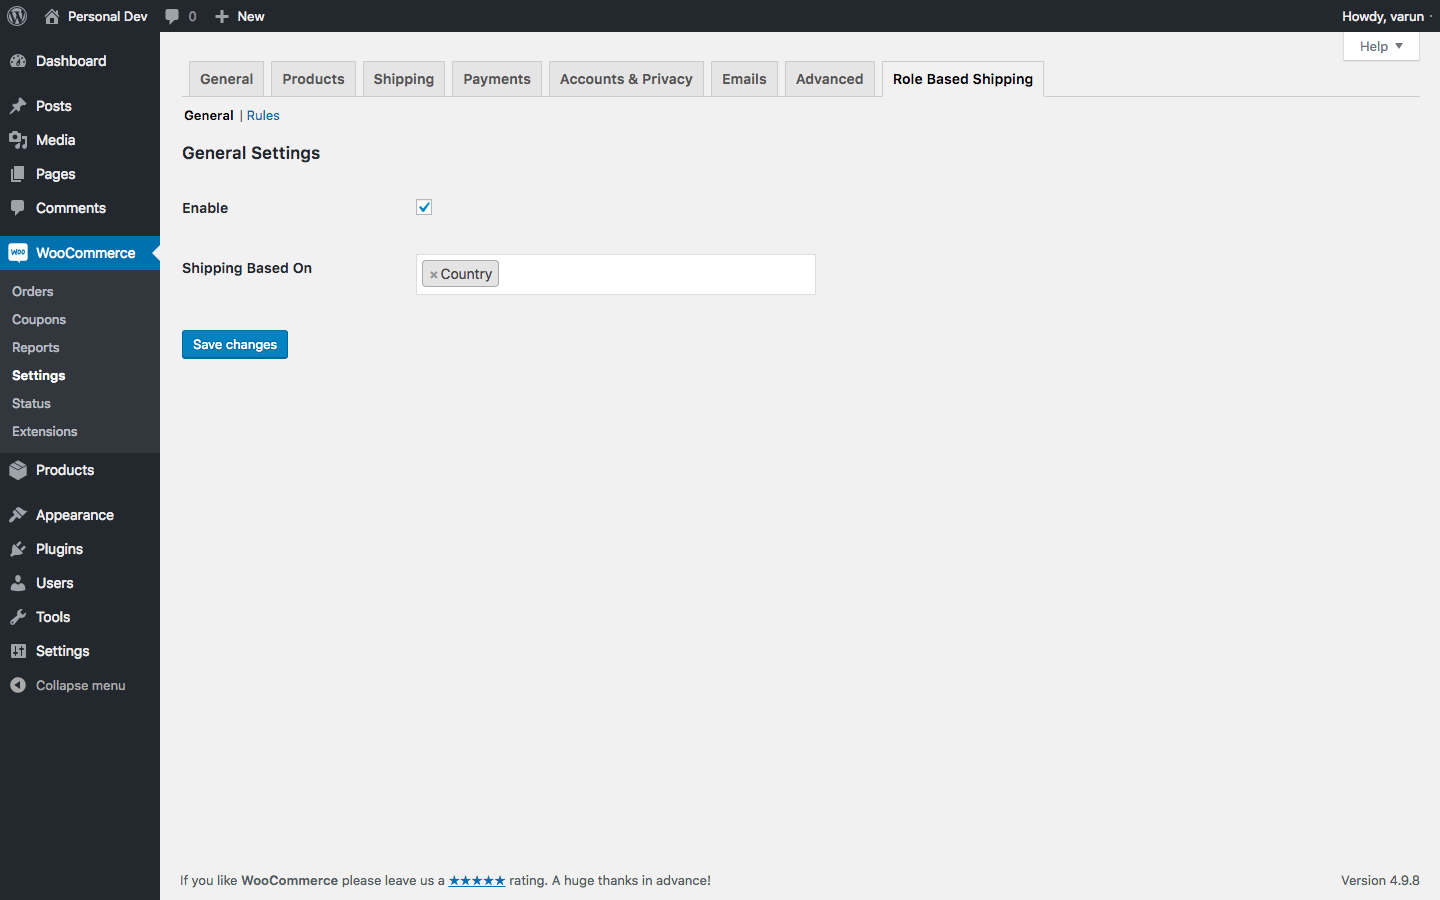 Personal Dev 0 New Howdy, varun
Help
Dashboard
Posts
Media
Pages
Comments
WooCommerce
Orders
Coupons
Reports
Settings
Status
Extensions
Products
Appearance
Plugins
Users
Tools
Settings
Collapse menu
General Products Shipping Payments Accounts & Privacy Emails Advanced Role Based Shipping
General | Rules
General Settings
Enable
Shipping Based On × Country
Save changes
If you like WooCommerce please leave us a ★★★★★ rating. A huge thanks in advance! Version 4.9.8